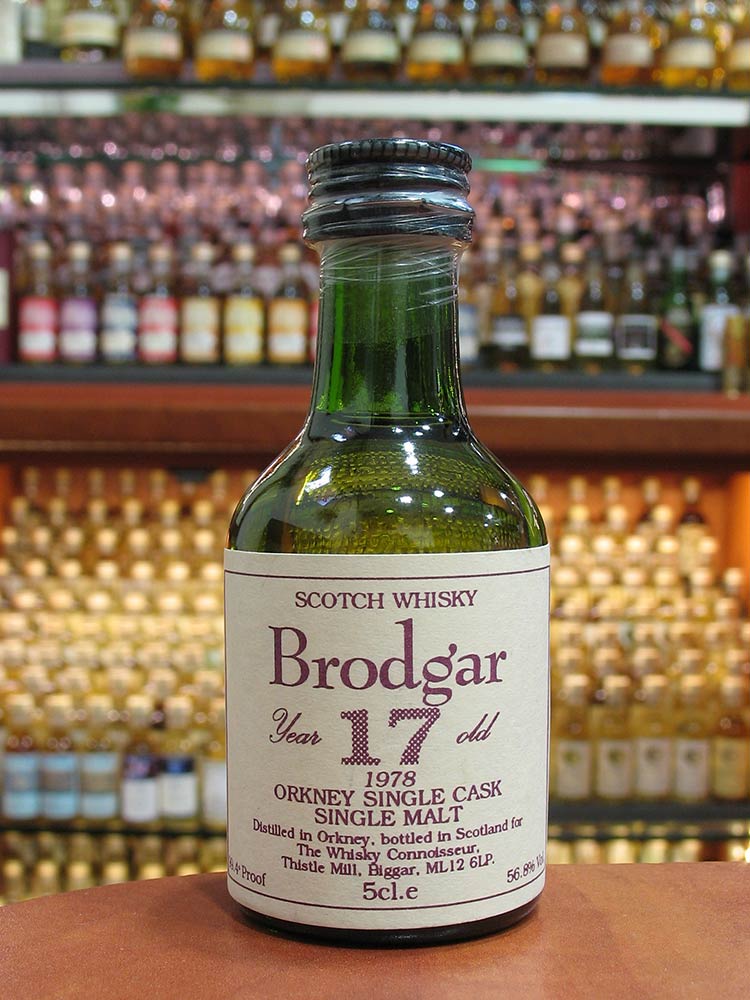 SCOTCH WHISKY
Brodgar
Year 17 old
1978
ORKNEY SINGLE CASK
SINGLE MALT
Distilled in Orkney, bottled in Scotland for
The Whisky Connoisseur,
Thistle Mill, Biggar, ML12 6LP.
Proof 5cl.e 56.8%